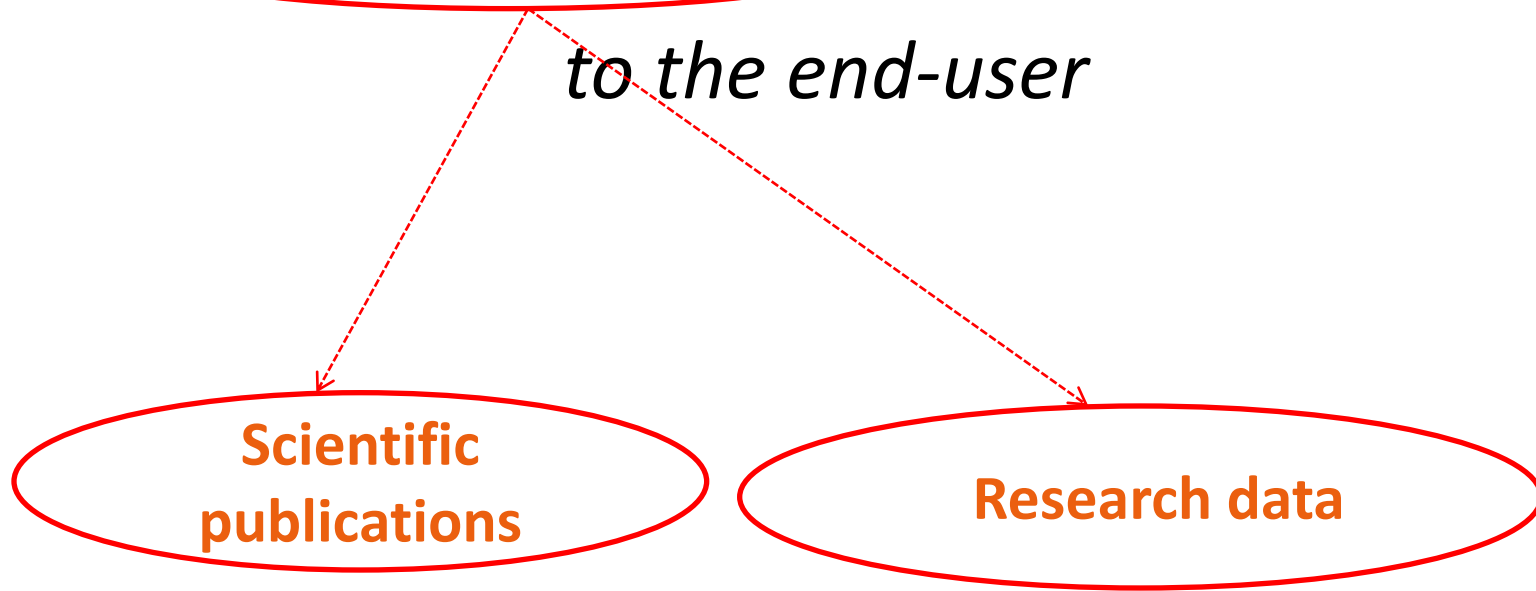 to the end-user
Scientific
publications
Research data